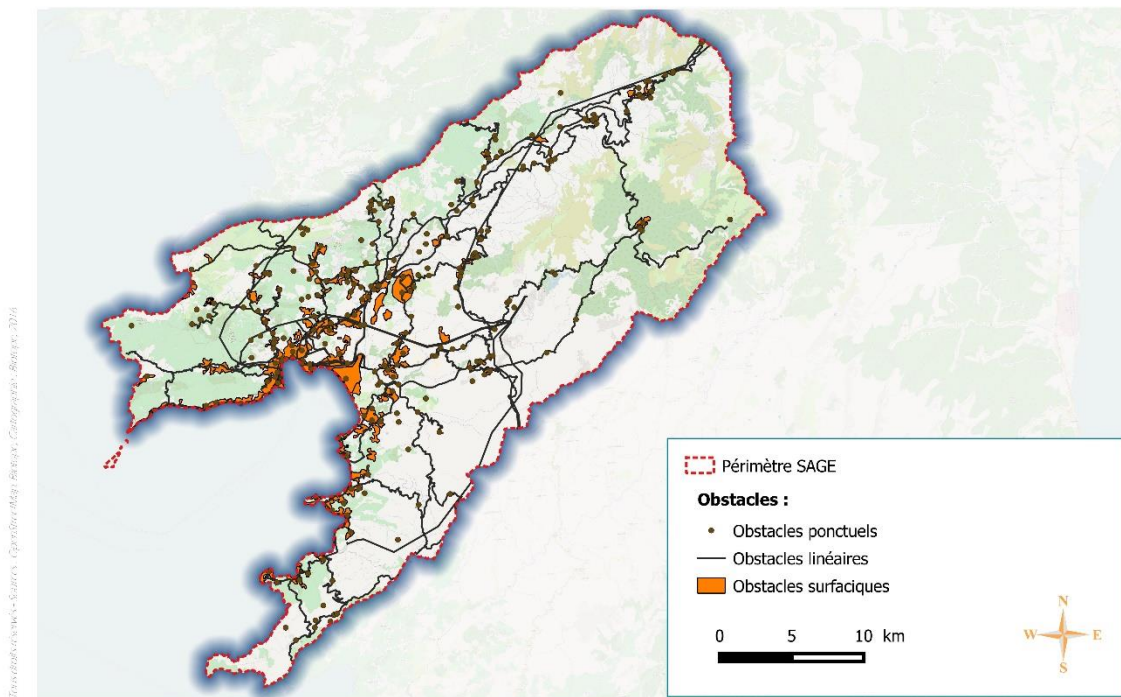 Périmètre SAGE
Obstacles :
Obstacles ponctuels
Obstacles linéaires
Obstacles surfaciques
0 5 10 km
N
W E
S